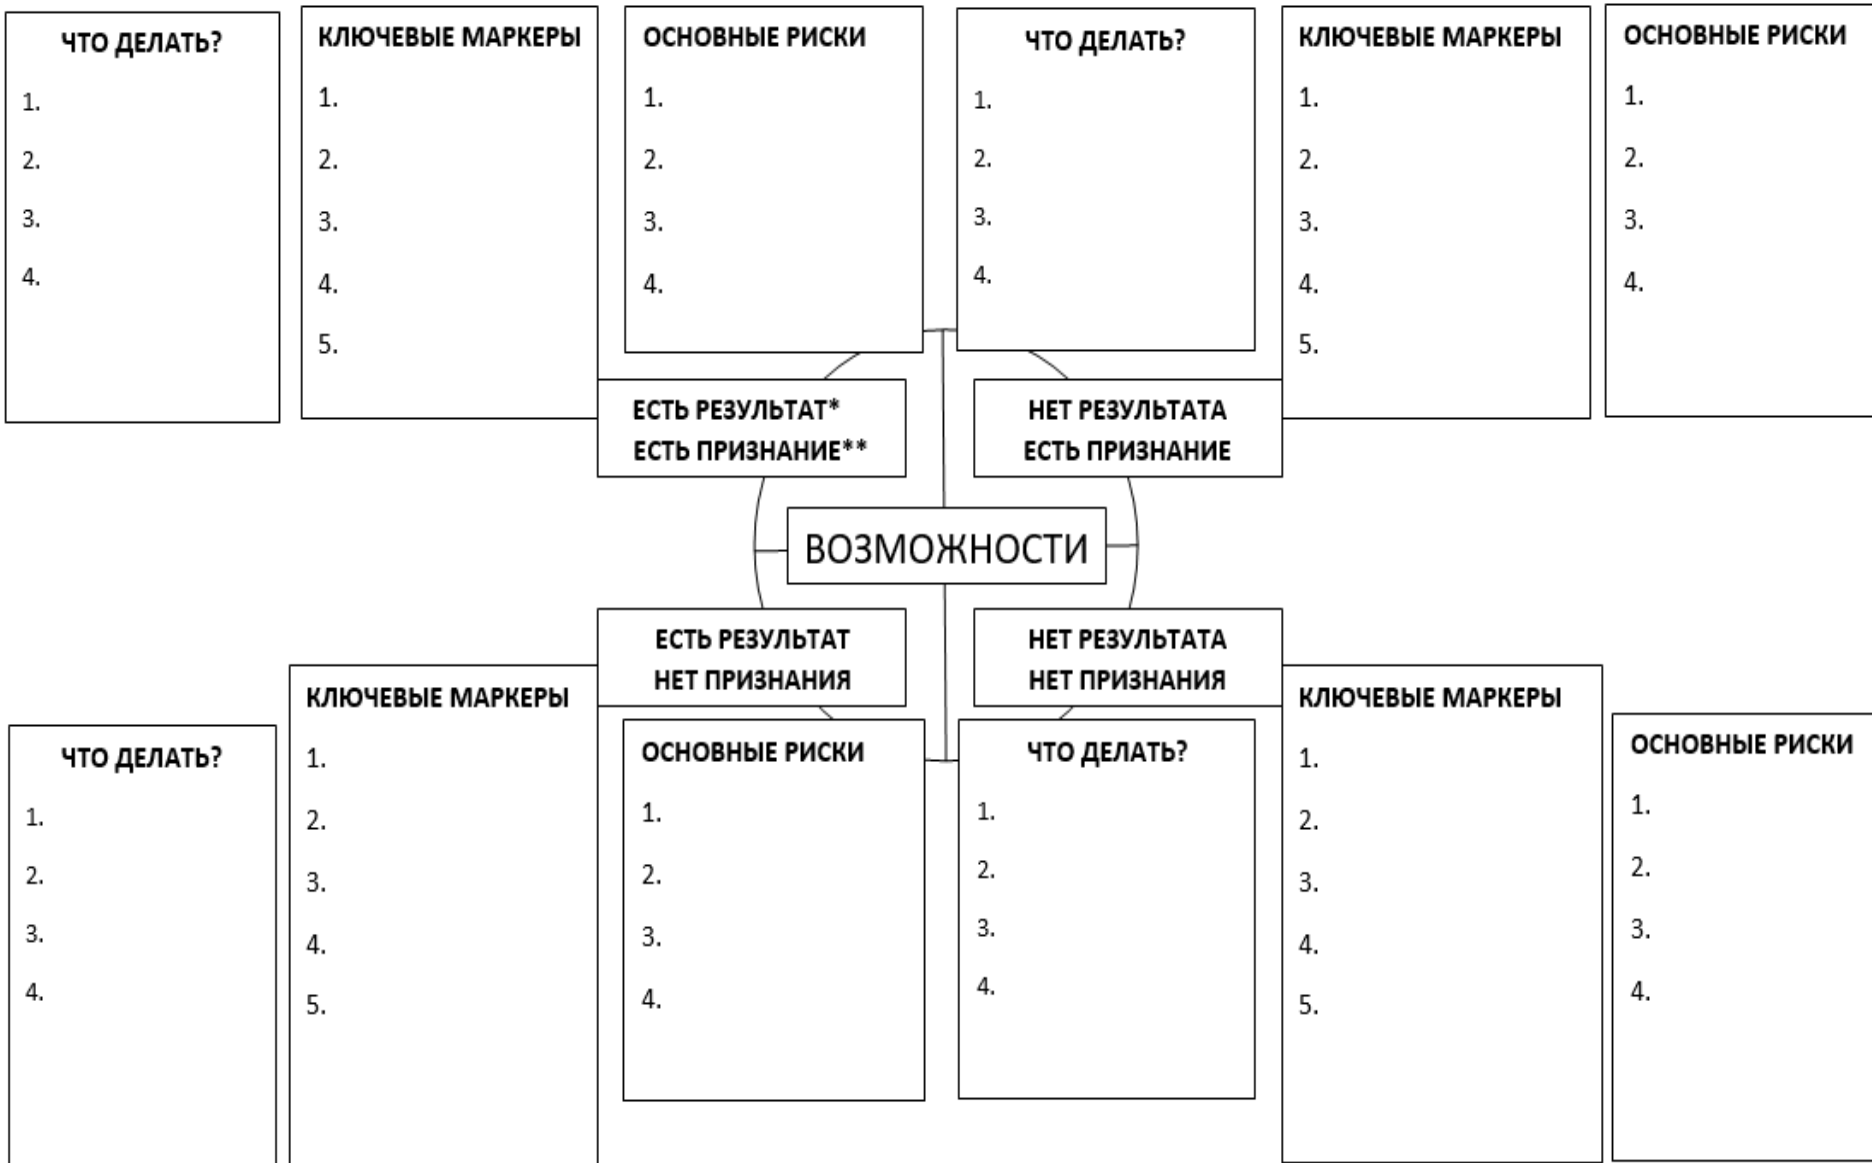 ЧТО ДЕЛАТЬ?
1.
2.
3.
4.
КЛЮЧЕВЫЕ МАРКЕРЫ
1.
2.
3.
4.
5.
ОСНОВНЫЕ РИСКИ
1.
2.
3.
4.
ЧТО ДЕЛАТЬ?
1.
2.
3.
4.
КЛЮЧЕВЫЕ МАРКЕРЫ
1.
2.
3.
4.
5.
ОСНОВНЫЕ РИСКИ
1.
2.
3.
4.
ЕСТЬ РЕЗУЛЬТАТ*
ЕСТЬ ПРИЗНАНИЕ**
НЕТ РЕЗУЛЬТАТА
ЕСТЬ ПРИЗНАНИЕ
ВОЗМОЖНОСТИ
ЕСТЬ РЕЗУЛЬТАТ
НЕТ ПРИЗНАНИЯ
НЕТ РЕЗУЛЬТАТА
НЕТ ПРИЗНАНИЯ
ЧТО ДЕЛАТЬ?
1.
2.
3.
4.
КЛЮЧЕВЫЕ МАРКЕРЫ
1.
2.
3.
4.
5.
ОСНОВНЫЕ РИСКИ
1.
2.
3.
4.
ЧТО ДЕЛАТЬ?
1.
2.
3.
4.
КЛЮЧЕВЫЕ МАРКЕРЫ
1.
2.
3.
4.
5.
ОСНОВНЫЕ РИСКИ
1.
2.
3.
4.